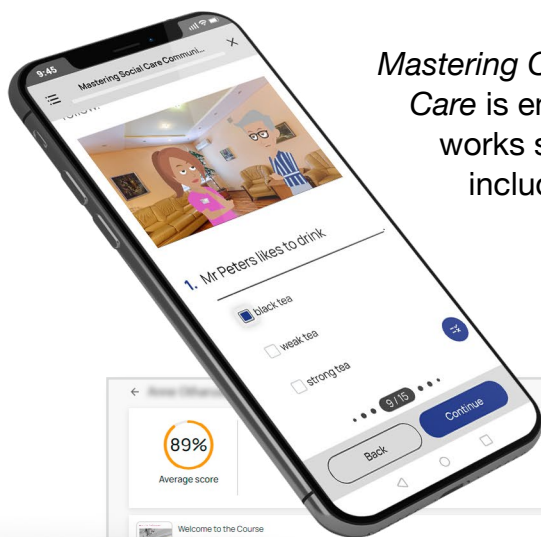 Mastering
Care is
works
includ
9:45
Mastering Social Care Communi...
follow.
1. Mr Peters likes to drink
black tea
weak tea
strong tea
9 / 15
Back
Continue
89%
Average score
Welcome to the Course